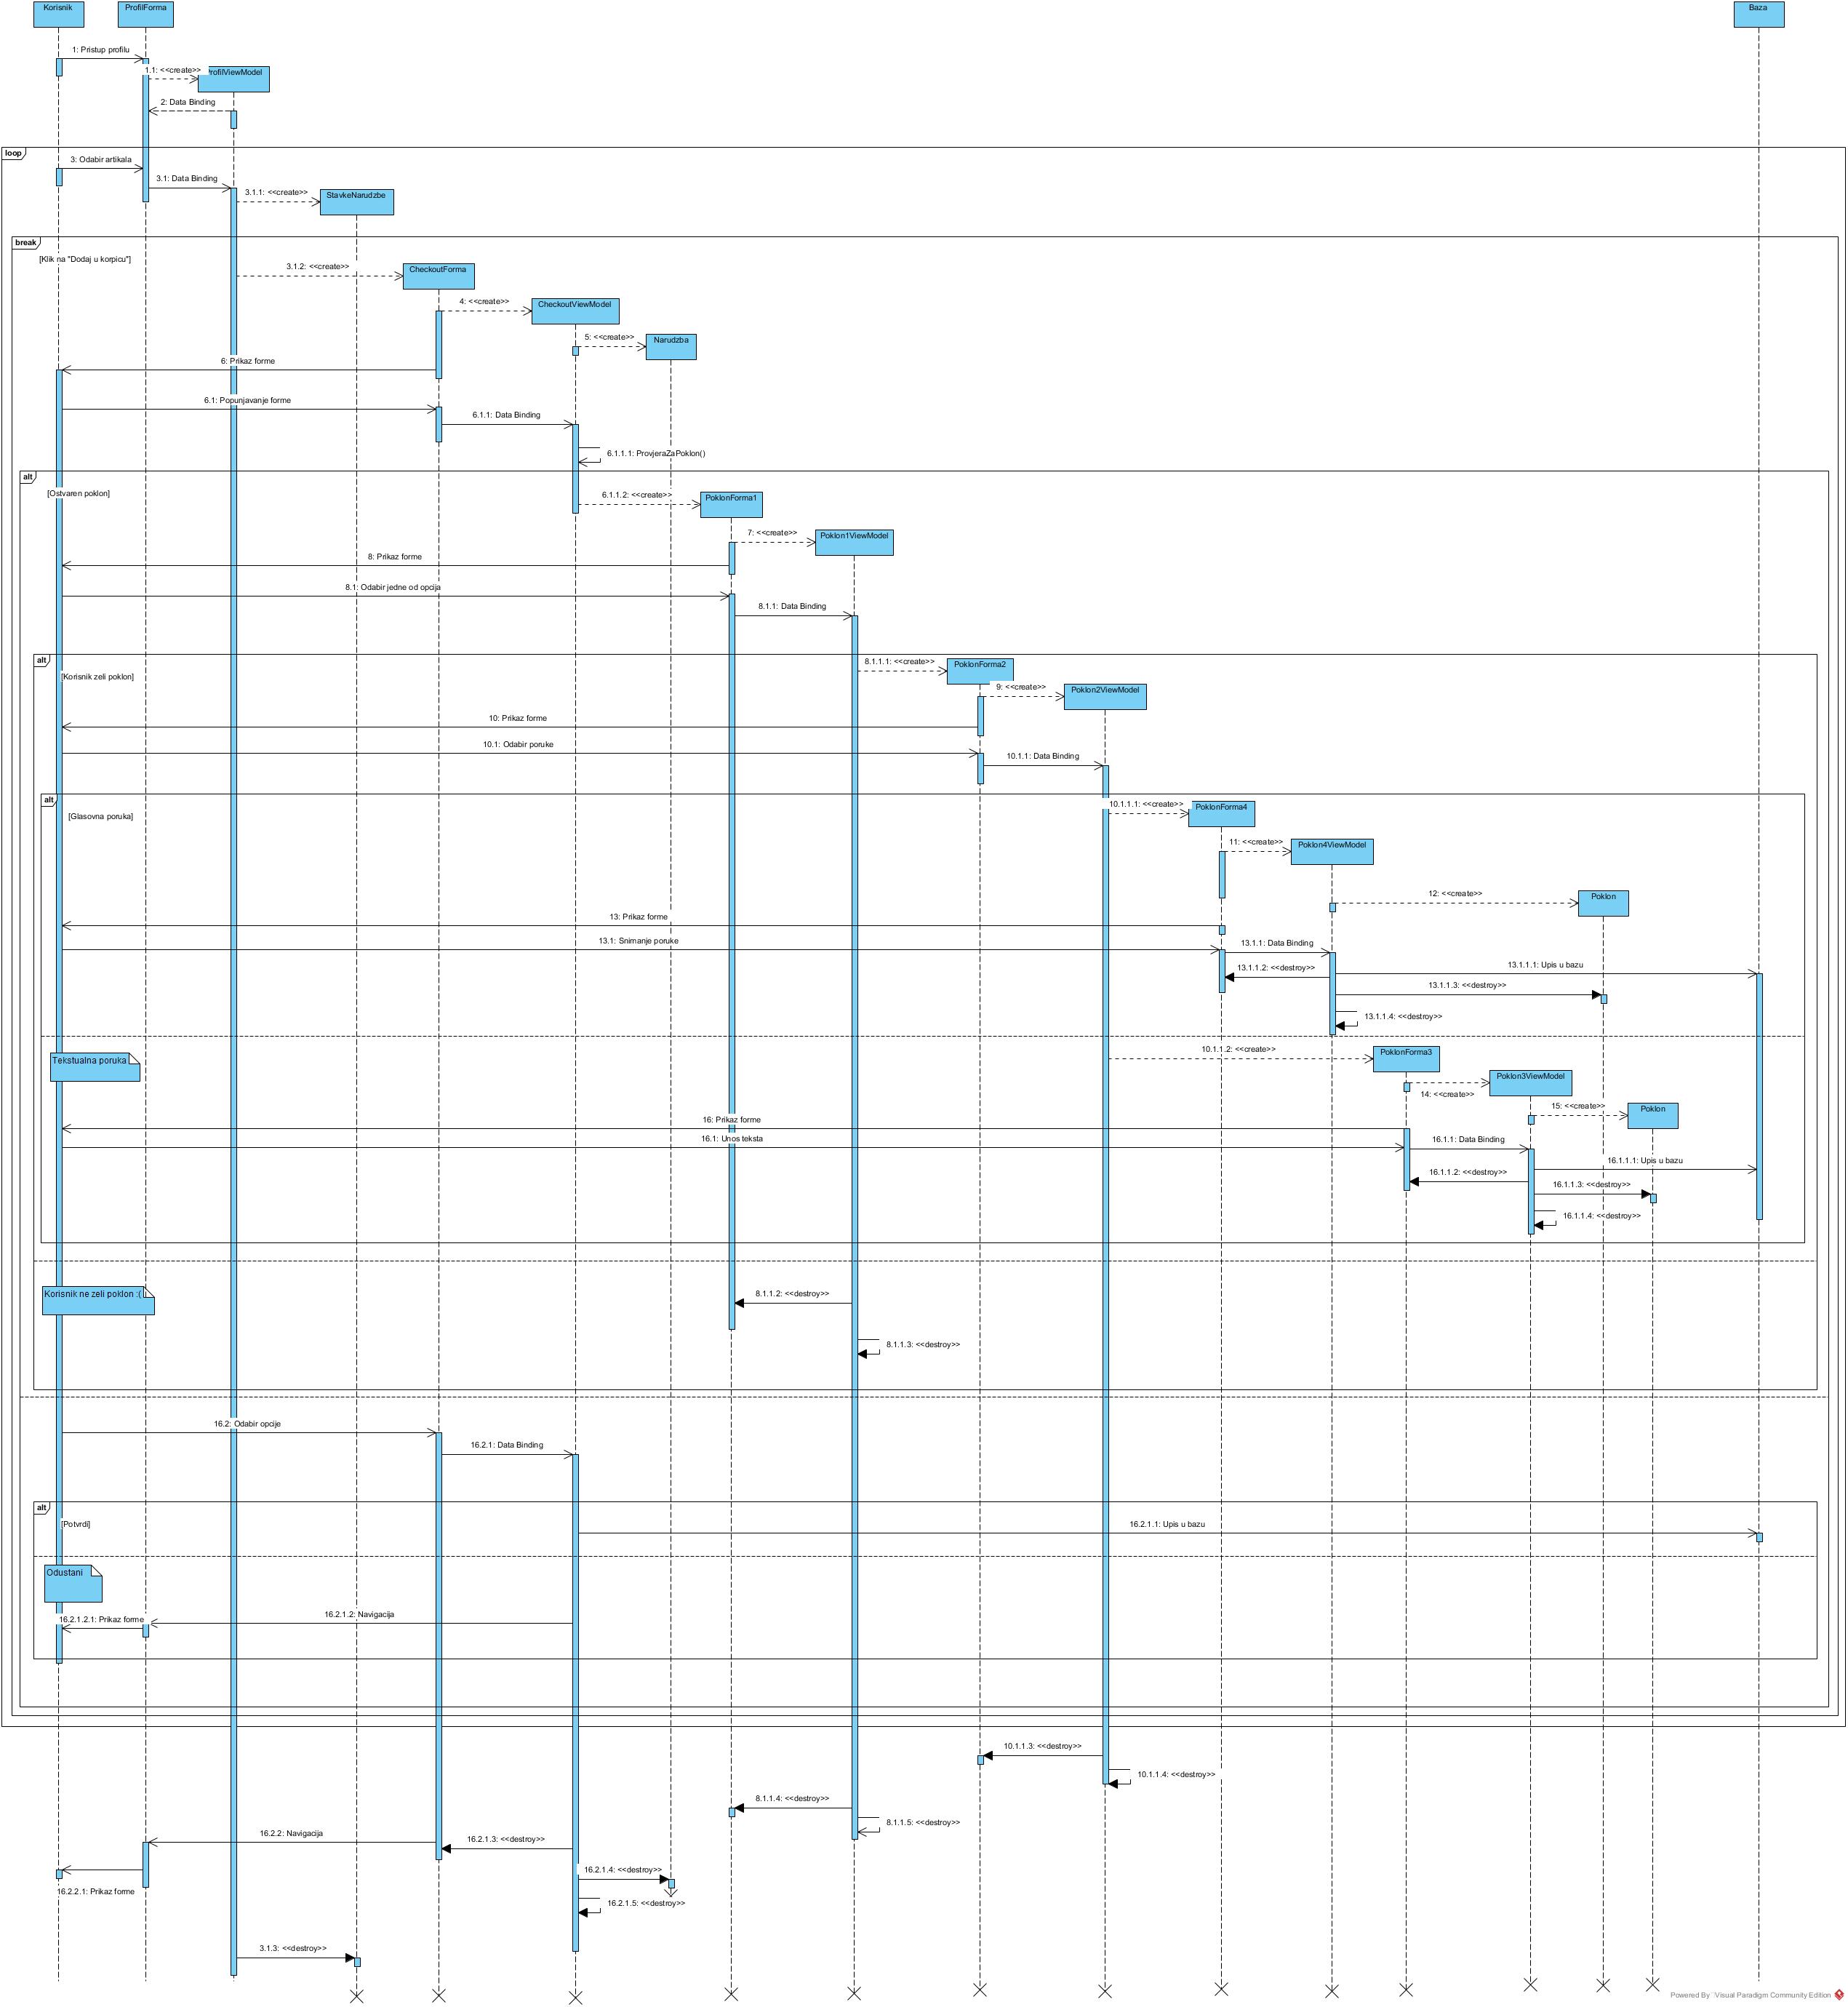 Korisnik
ProfilForma
Baza
1: Pristup profilu
1.1: <<create>>
rofilViewModel
2: Data Binding
loop
3: Odabir artikala
3.1: Data Binding
3.1.1: <<create>>
StavkeNarudzbe
break
[Klik na "Dodaj u korpicu"]
3.1.2: <<create>>
CheckoutForma
4: <<create>>
CheckoutViewModel
5: <<create>>
Narudzba
6: Prikaz forme
6.1: Popunjavanje forme
6.1.1: Data Binding
6.1.1.1: ProvjeraZaPoklon()
alt
[Ostvaren poklon]
6.1.1.2: <<create>>
PoklonForma1
7: <<create>>
Poklon1ViewModel
8: Prikaz forme
8.1: Odabir jedne od opcija
8.1.1: Data Binding
alt
[Korisnik zeli poklon]
8.1.1.1: <<create>>
PoklonForma2
9: <<create>>
Poklon2ViewModel
10: Prikaz forme
10.1: Odabir poruke
10.1.1: Data Binding
alt
[Glasovna poruka]
10.1.1.1: <<create>>
PoklonForma4
11: <<create>>
Poklon4ViewModel
12: <<create>>
Poklon
13: Prikaz forme
13.1: Snimanje poruke
13.1.1: Data Binding
13.1.1.2: <<destroy>>
13.1.1.1: Upis u bazu
13.1.1.3: <<destroy>>
13.1.1.4: <<destroy>>
Tekstualna poruka
10.1.1.2: <<create>>
PoklonForma3
14: <<create>>
Poklon3ViewModel
15: <<create>>
Poklon
16: Prikaz forme
16.1: Unos teksta
16.1.1: Data Binding
16.1.1.1: Upis u bazu
16.1.1.2: <<destroy>>
16.1.1.3: <<destroy>>
16.1.1.4: <<destroy>>
Korisnik ne zeli poklon :(
8.1.1.2: <<destroy>>
8.1.1.3: <<destroy>>
16.2: Odabir opcije
16.2.1: Data Binding
alt
[Potvrdi]
16.2.1.1: Upis u bazu
Odustani
16.2.1.2.1: Prikaz forme
16.2.1.2: Navigacija
10.1.1.3: <<destroy>>
10.1.1.4: <<destroy>>
8.1.1.4: <<destroy>>
8.1.1.5: <<destroy>>
16.2.2: Navigacija
16.2.1.3: <<destroy>>
16.2.1.4: <<destroy>>
16.2.2.1: Prikaz forme
16.2.1.5: <<destroy>>
3.1.3: <<destroy>>
Powered By Visual Paradigm Community Edition